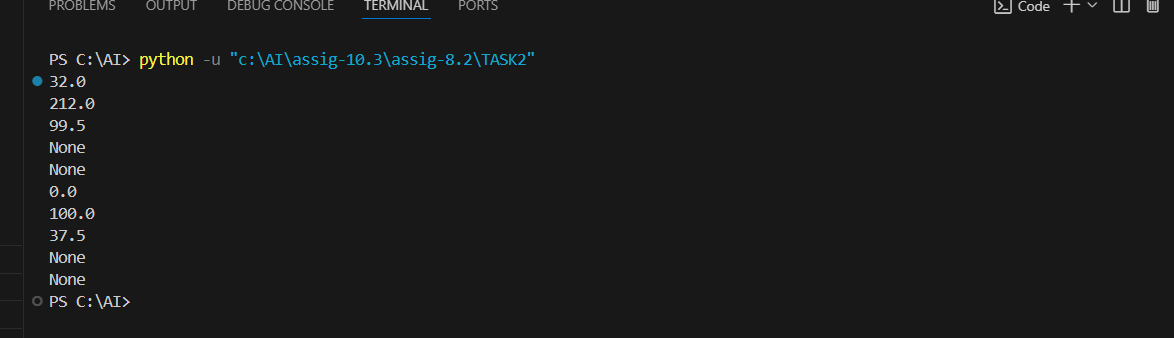 PROBLEMS OUTPUT DEBUG CONSOLE TERMINAL PORTS Code
PS C:\AI> python -u "c:\AI\assig-10.3\assig-8.2\TASK2"
32.0
212.0
99.5
None
None
0.0
100.0
37.5
None
None
PS C:\AI>